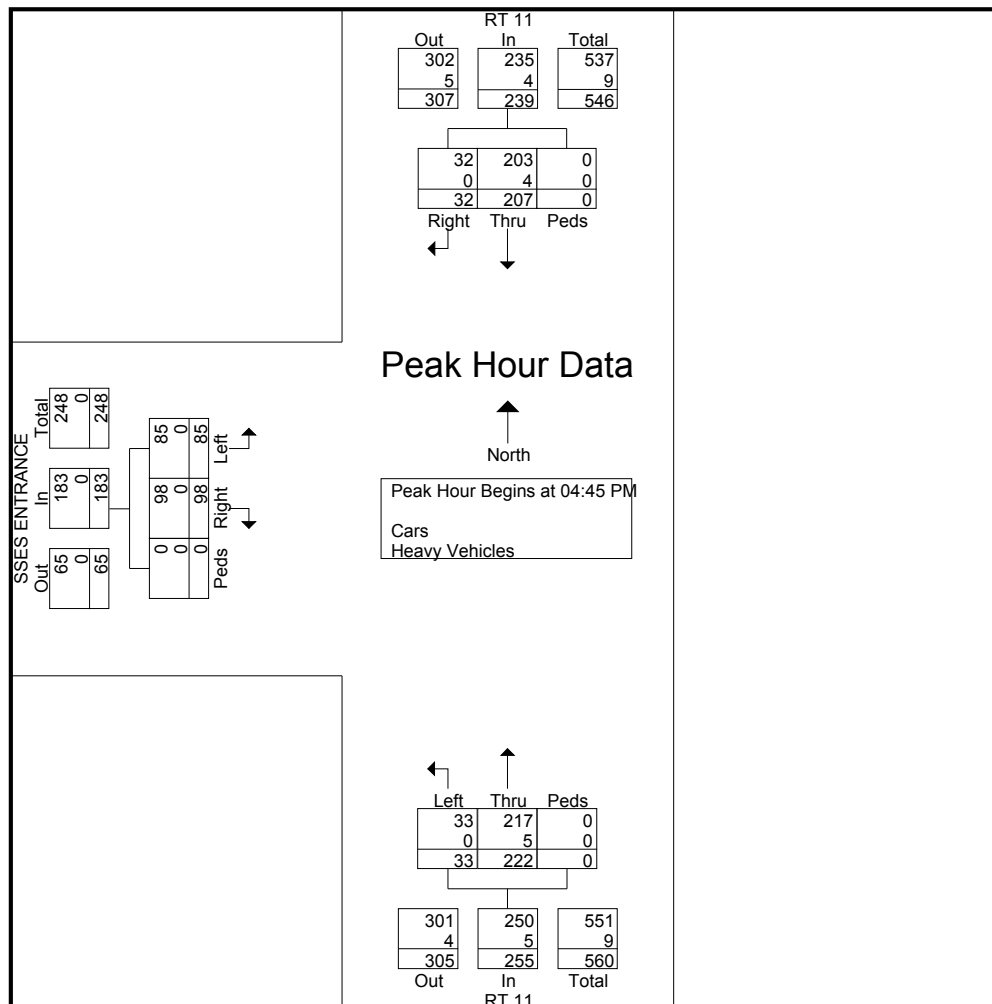 RT 11
Out In Total
302 235 537
5 4 9
307 239 546
32 203 0
0 4 0
32 207 0
Right Thru Peds
Peak Hour Data
North
Peak Hour Begins at 04:45 PM
Cars
Heavy Vehicles
SSES ENTRANCE
Out In Total
65 183 248
0 0 0
65 183 248
0 98 85
0 0 0
0 98 85
Peds Right Left
Left Thru Peds
33 217 0
0 5 0
33 222 0
301 250 551
4 5 9
305 255 560
Out In Total
RT 11